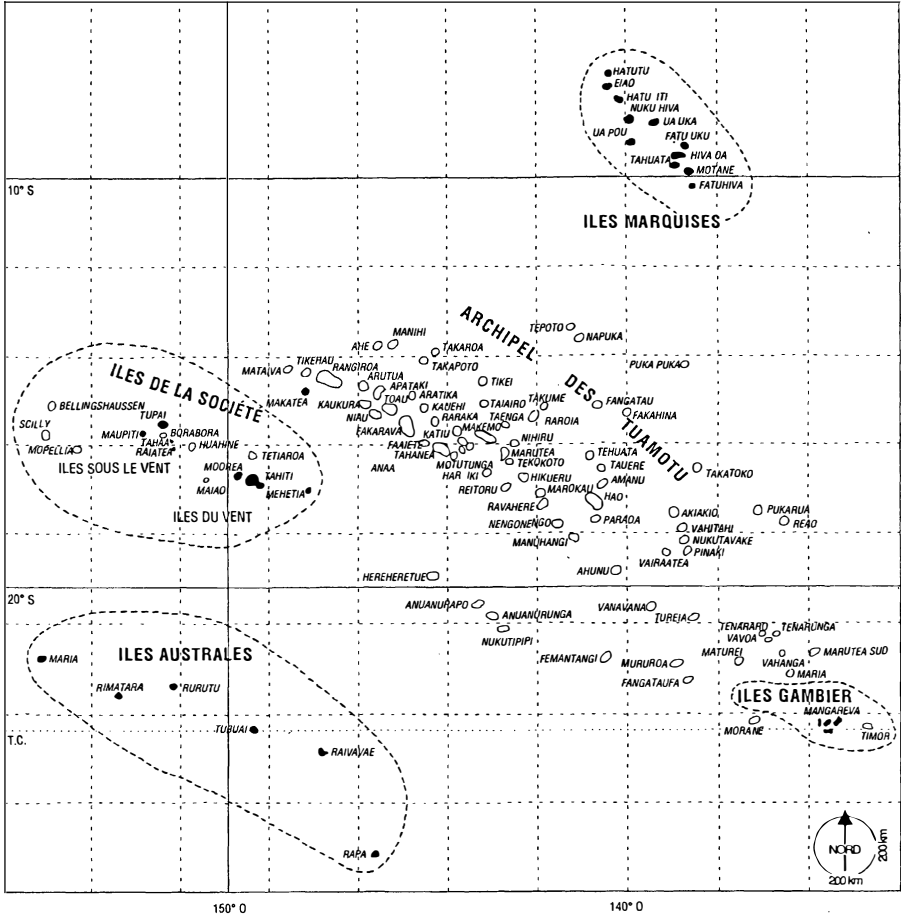 HATUTU
EIAO
HATU ITI
NUKU HIVA
UA UKA
UA POU
FATU UKU
TAHUATA
HIVA OA
MOTANE
FATUHIVA
10° S
ILES MARQUISES
ARCHIPEL
DES
TUAMOTU
TEPOTO
NAPUKA
MANIHI
AHE
TAKAROA
TAKAPOTO
PUKA PUKA
TIKERAU
MATAIVA
RANGIROA
ARUTUA
APATAKI
TIKEI
MAKATEA
KAUKURA
TOAU
ARATIKA
KAUEHI
TAIAIRO
TAKUME
FANGATAU
NIAU
RARAKA
TAENGA
RAROIA
FAKAHINA
FAKARAVA
KATIU
MAKEMO
NIHIRU
FAAIETE
TAHANEA
MARUTEA
TEHUATA
ANAA
MOTUTUNGA
TEKOKOTO
TAUERE
TAKATOKO
HAR IKI
HIKUERU
AMANU
REITORU
MAROKAU
HAO
RAVAHERE
PARAOA
AKIAKIO
PUKARUA
NENGONENGO
VAHITAHI
REAO
MANUHANGI
NUKUTAVAKE
PINAKI
VAIRAATEA
HEREHERETUE
AHUNU
ILES DE LA SOCIÉTÉ
BELLINGSHAUSSEN
TUPAI
SCILLY
MAUPITI
BORABORA
TAHAA
HUAHINE
MOPELLIA
RAIATEA
ILES SOUS LE VENT
TETIAROA
MOOREA
TAHITI
MAIAO
MEHETIA
ILES DU VENT
20° S
ANUANURAPO
ANUANURUNGA
VANAVANA
TUREIA
NUKUTIPIPI
TENARARO
TENARUNGA
VAVOA
FEMANTANGI
MATUREI
MARUTEA SUD
MURUROA
VAHANGA
FANGATAUFA
MARIA
ILES AUSTRALES
MARIA
RIMATARA
RURUTU
ILES GAMBIER
MANGAREVA
MORANE
TIMOR
T.C.
TUBUAI
RAIVAVAE
RAPA
NORD
200 km
200 km
150° O
140° O